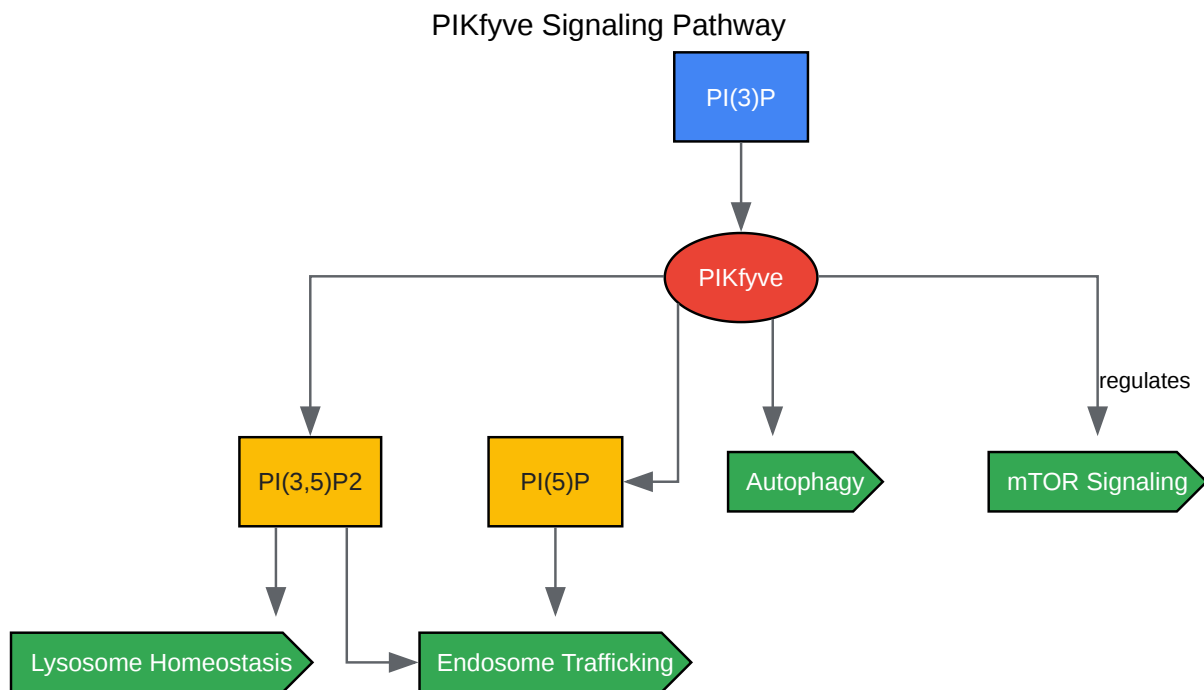 PIKfyve Signaling Pathway
PI(3)P
PIKfyve
regulates
PI(3,5)P2
PI(5)P
Autophagy
mTOR Signaling
Lysosome Homeostasis
Endosome Trafficking